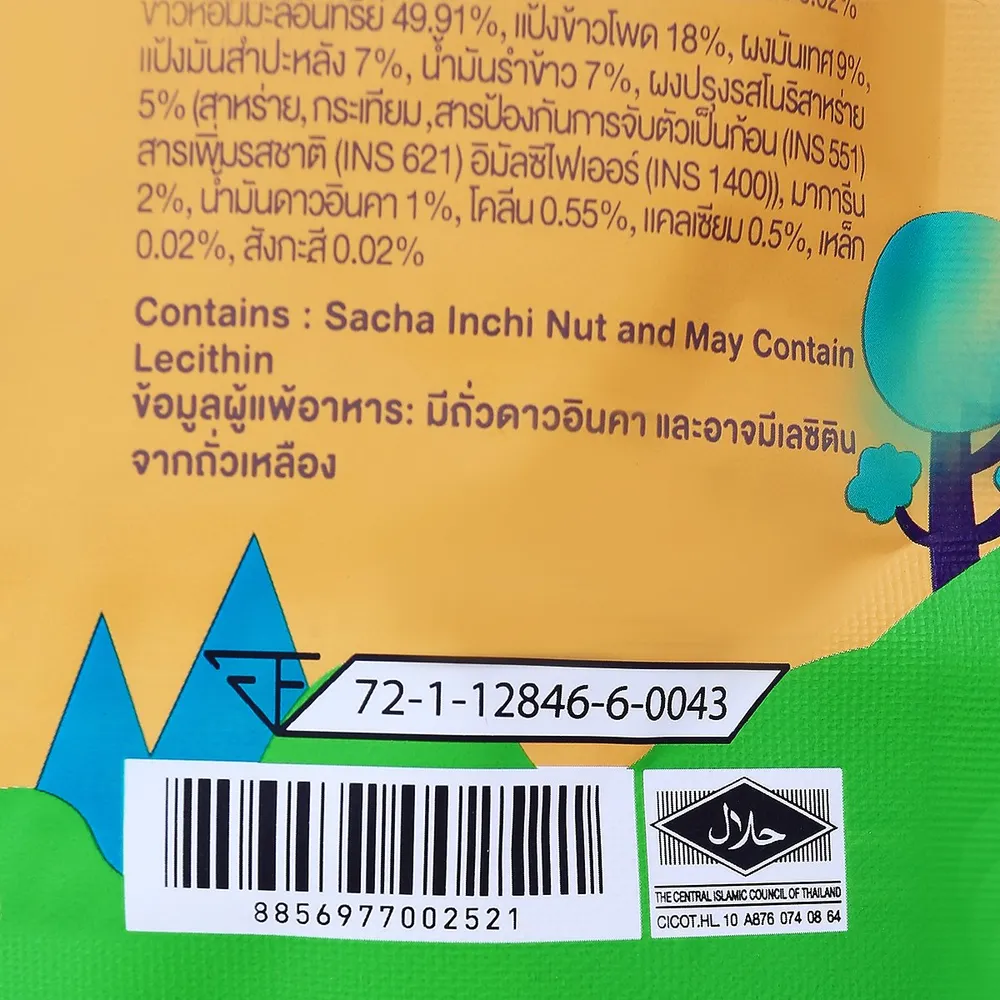 0.02%
ข้าวหอมมะลิอินทรีย์ 49.91%, แป้งข้าวโพด 18%, ผงมันเทศ 9%,
แป้งมันสำปะหลัง 7%, น้ำมันรำข้าว 7%, ผงปรุงรสโนริสาหร่าย
5% (สาหร่าย, กระเทียม, สารป้องกันการจับตัวเป็นก้อน (INS 551)
สารเพิ่มรสชาติ (INS 621) อิมัลซิไฟเออร์ (INS 1400)), มาการีน
2%, น้ำมันดาวอินคา 1%, โคลีน 0.55%, แคลเซียม 0.5%, เหล็ก
0.02%, สังกะสี 0.02%
Contains : Sacha Inchi Nut and May Contain
Lecithin
ข้อมูลผู้แพ้อาหาร: มีถั่วดาวอินคา และอาจมีเลซิติน
จากถั่วเหลือง
72-1-12846-6-0043
8856977002521
حلال
THE CENTRAL ISLAMIC COUNCIL OF THAILAND
CICOT.HL. 10 A876 074 08 64